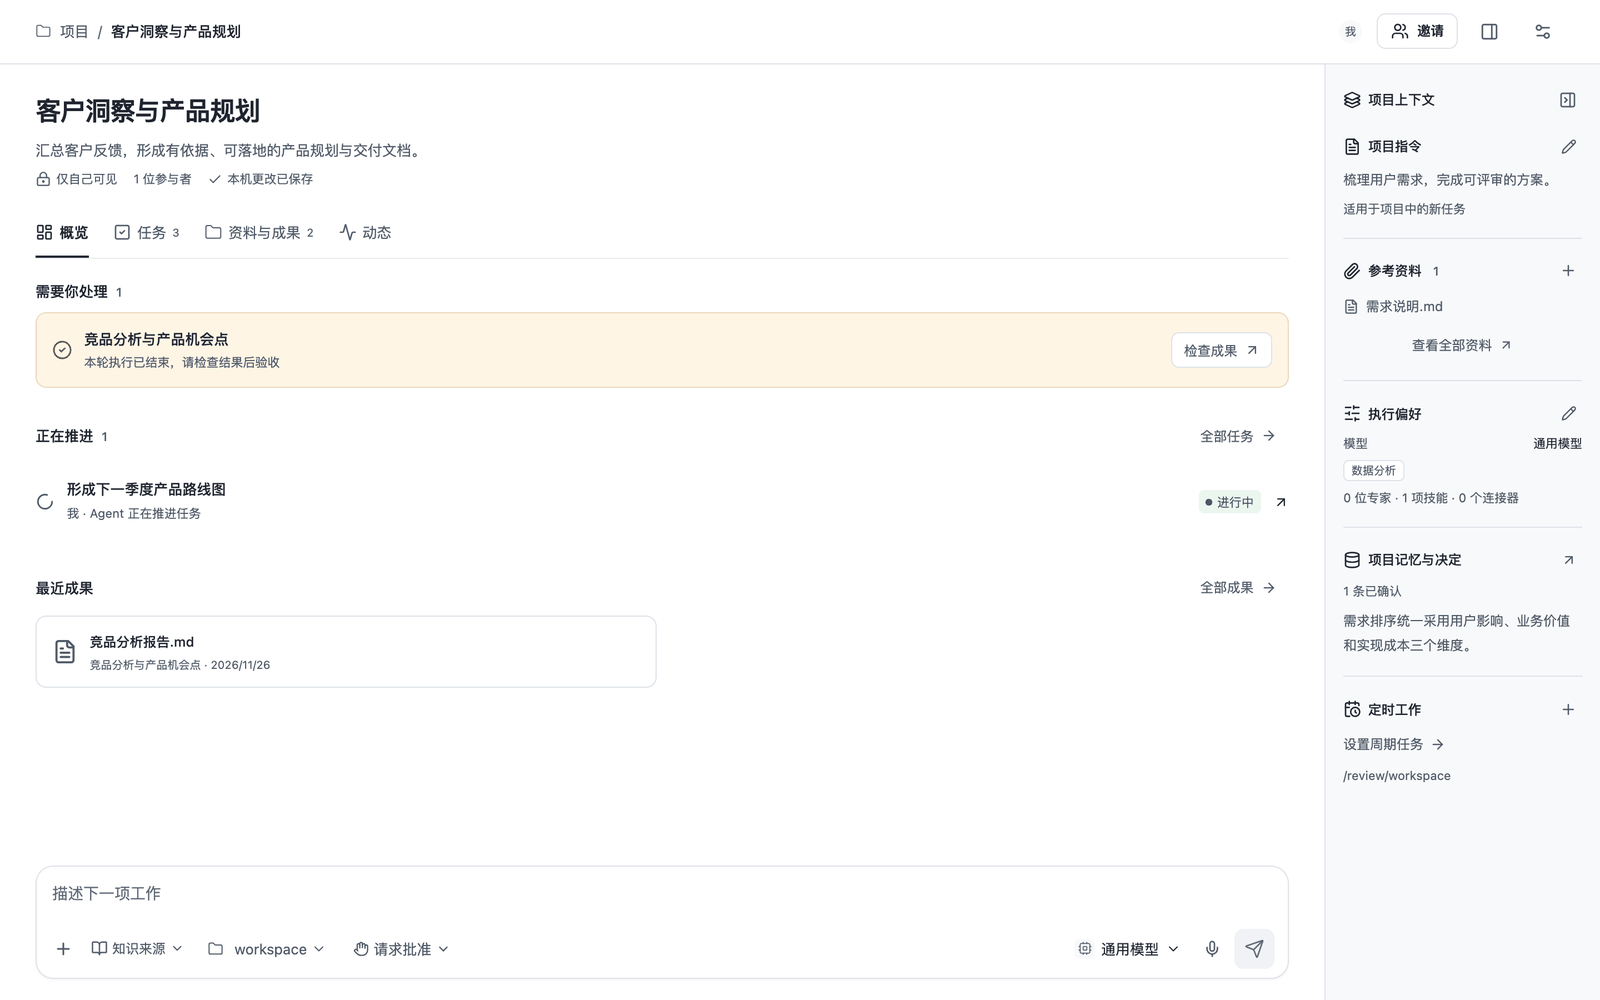 项目 / 客户洞察与产品规划
我
邀请
客户洞察与产品规划
汇总客户反馈，形成有依据、可落地的产品规划与交付文档。
仅自己可见 1 位参与者 本机更改已保存
概览 任务 3 资料与成果 2 动态
需要你处理 1
竞品分析与产品机会点
本轮执行已结束，请检查结果后验收
检查成果
正在推进 1
全部任务
形成下一季度产品路线图
我 · Agent 正在推进任务
进行中
最近成果
全部成果
竞品分析报告.md
竞品分析与产品机会点 · 2026/11/26
描述下一项工作
知识来源 workspace 请求批准
通用模型
项目上下文
项目指令
梳理用户需求，完成可评审的方案。
适用于项目中的新任务
参考资料 1
需求说明.md
查看全部资料
执行偏好
模型 通用模型
数据分析
0 位专家 · 1 项技能 · 0 个连接器
项目记忆与决定
1 条已确认
需求排序统一采用用户影响、业务价值
和实现成本三个维度。
定时工作
设置周期任务
/review/workspace